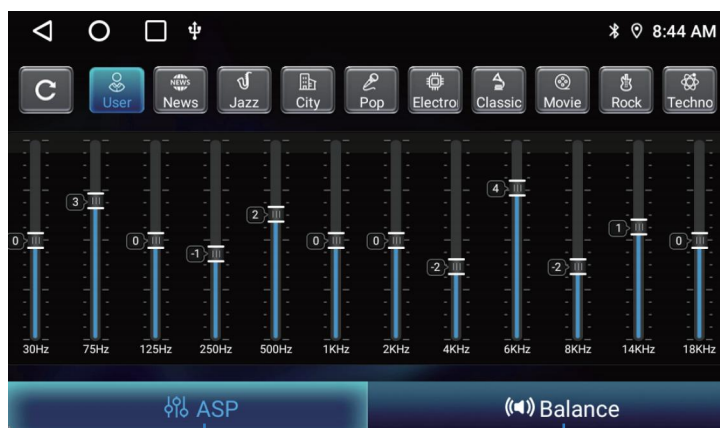 8:44 AM
User NEWS News Jazz City Pop Electro Classic Movie Rock Techno
0 3 0 -1 2 0 0 -2 4 -2 1 0
30Hz 75Hz 125Hz 250Hz 500Hz 1KHz 2KHz 4KHz 6KHz 8KHz 14KHz 18KHz
ASP Balance